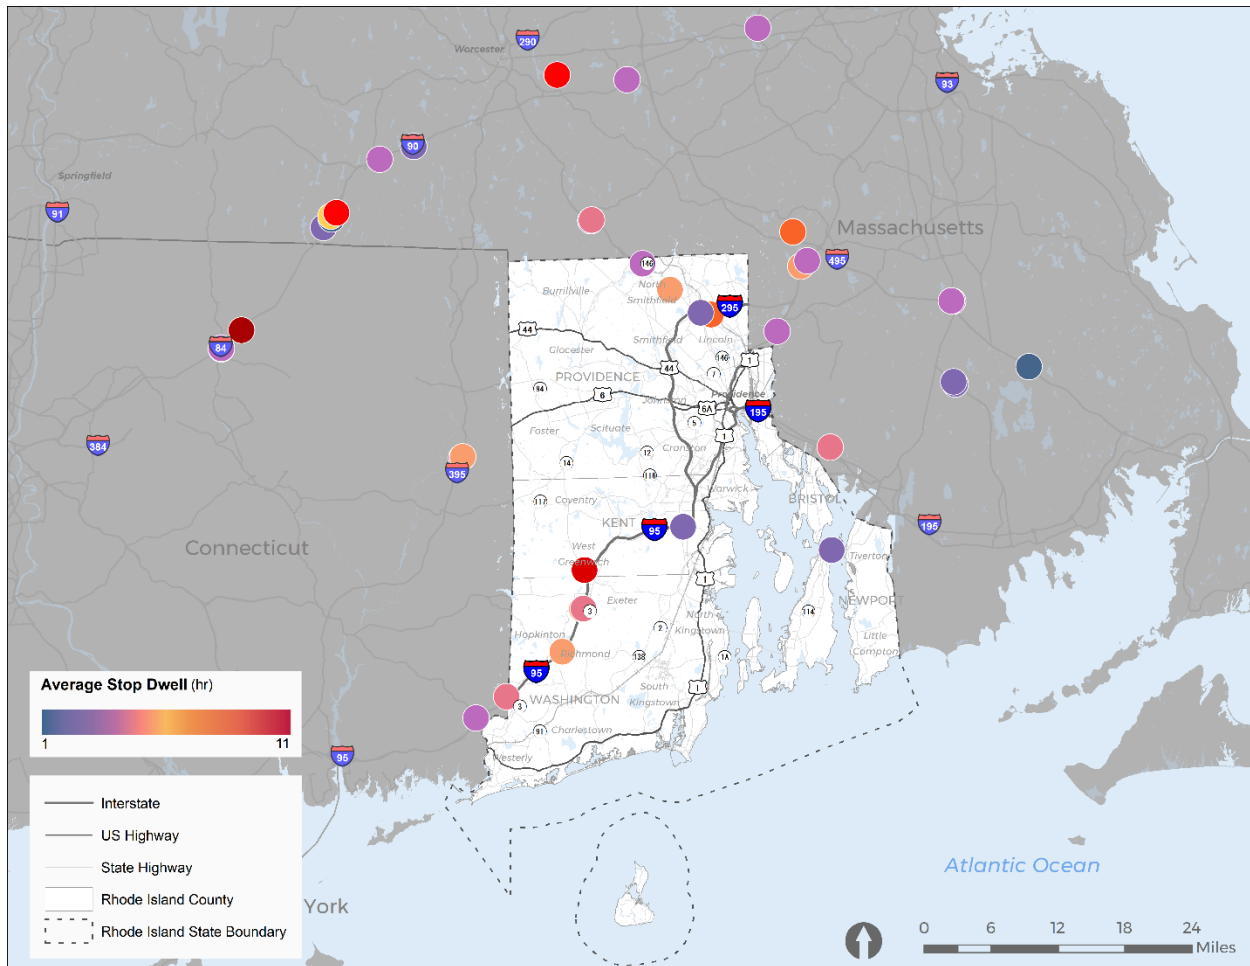 290
Worcester
93
90
Springfield
91
Massachusetts
495
146
Burrillville
North
Smithfield
295
44
Smithfield
Lincoln
84
Glocester
146
1
44
7
PROVIDENCE
94
6
Providence
Johnston
6A
195
5
Foster
Scituate
1
384
Cranston
12
14
395
116
Warwick
BRISTOL
117
Coventry
KENT
95
195
Connecticut
West
Greenwich
Tiverton
1
Exeter
NEWPORT
3
114
North
Kingstown
2
Hopkinton
Little
Compton
Richmond
138
1A
95
South
Kingstown
1
WASHINGTON
3
91
Charlestown
95
Westerly
Average Stop Dwell (hr)
1
11
Interstate
US Highway
State Highway
Rhode Island County
Rhode Island State Boundary
York
Atlantic Ocean
0
6
12
18
24
Miles